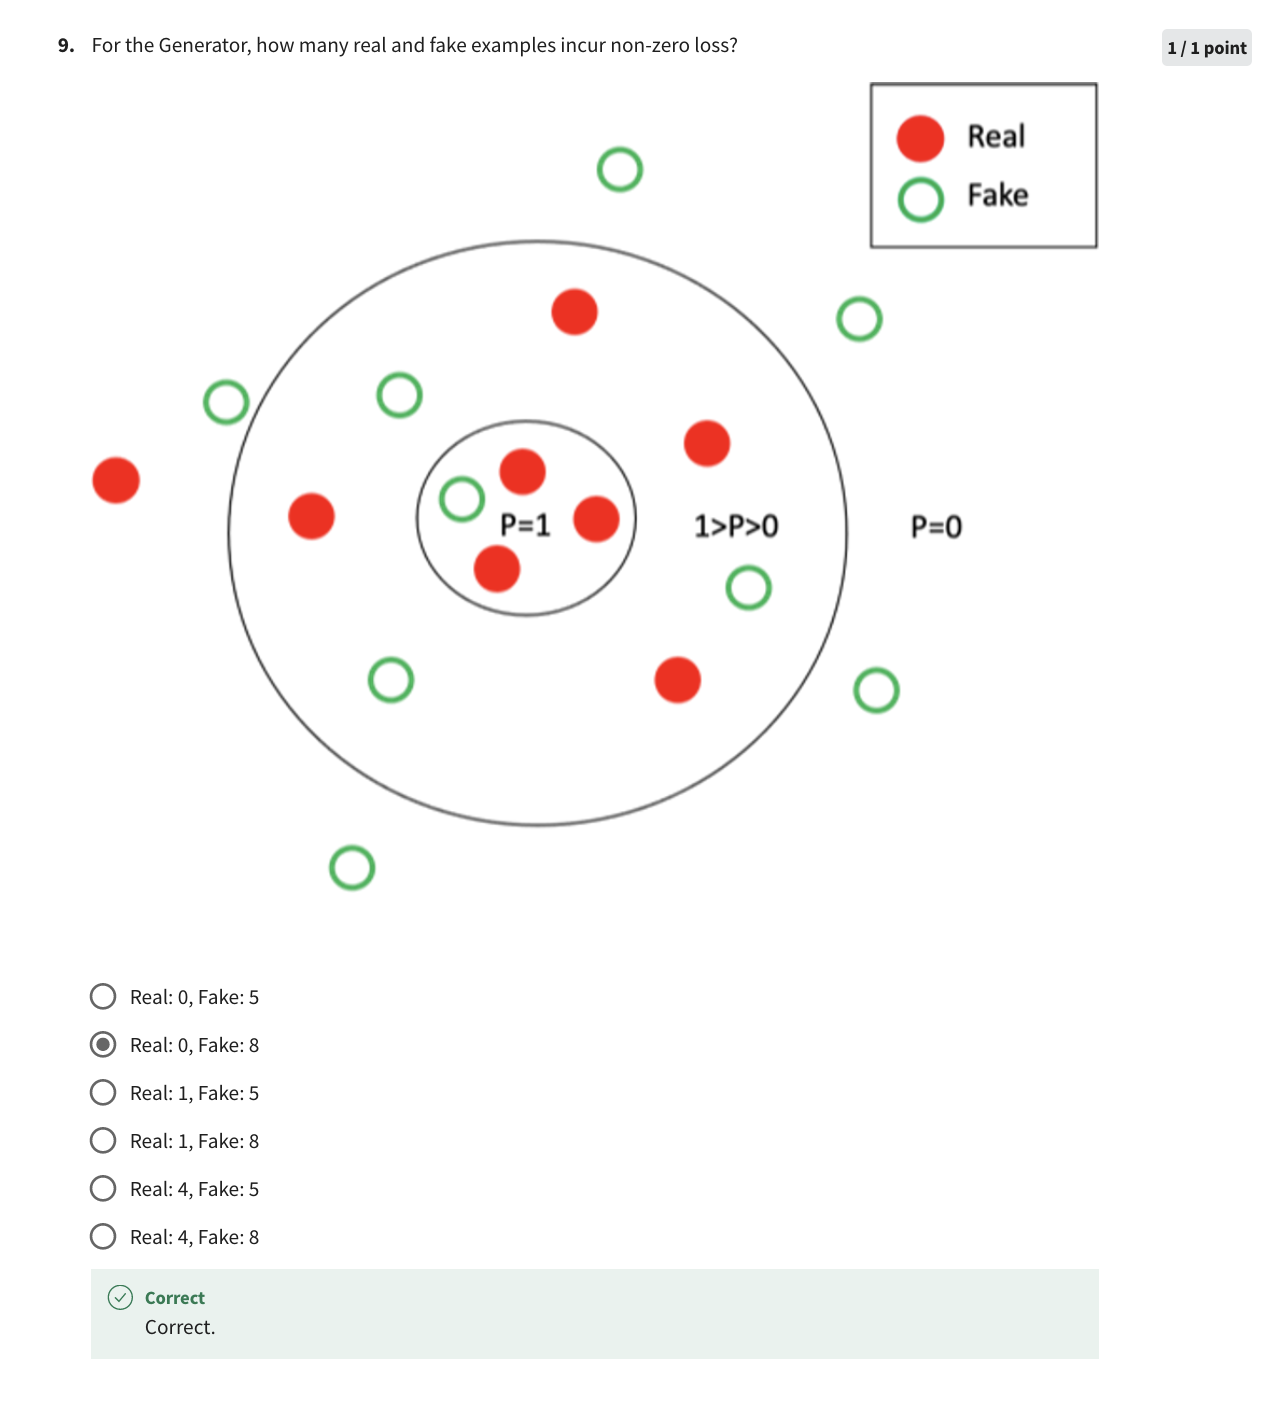 9. For the Generator, how many real and fake examples incur non-zero loss?
1 / 1 point
Real
Fake
P=1
1>P>0
P=0
Real: 0, Fake: 5
Real: 0, Fake: 8
Real: 1, Fake: 5
Real: 1, Fake: 8
Real: 4, Fake: 5
Real: 4, Fake: 8
Correct
Correct.